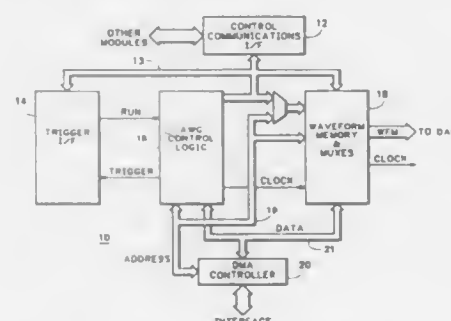 OTHER
MODULES
CONTROL
COMMUNICATIONS
I/F
12
13
14
TRIGGER
I/F
RUN
TRIGGER
16
AWG
CONTROL
LOGIC
18
WAVEFORM
MEMORY
& MUXES
WFM
TO DA
CLOCK
CLOCK
19
DATA
21
10
ADDRESS
DMA
CONTROLLER
20
INTERFACE